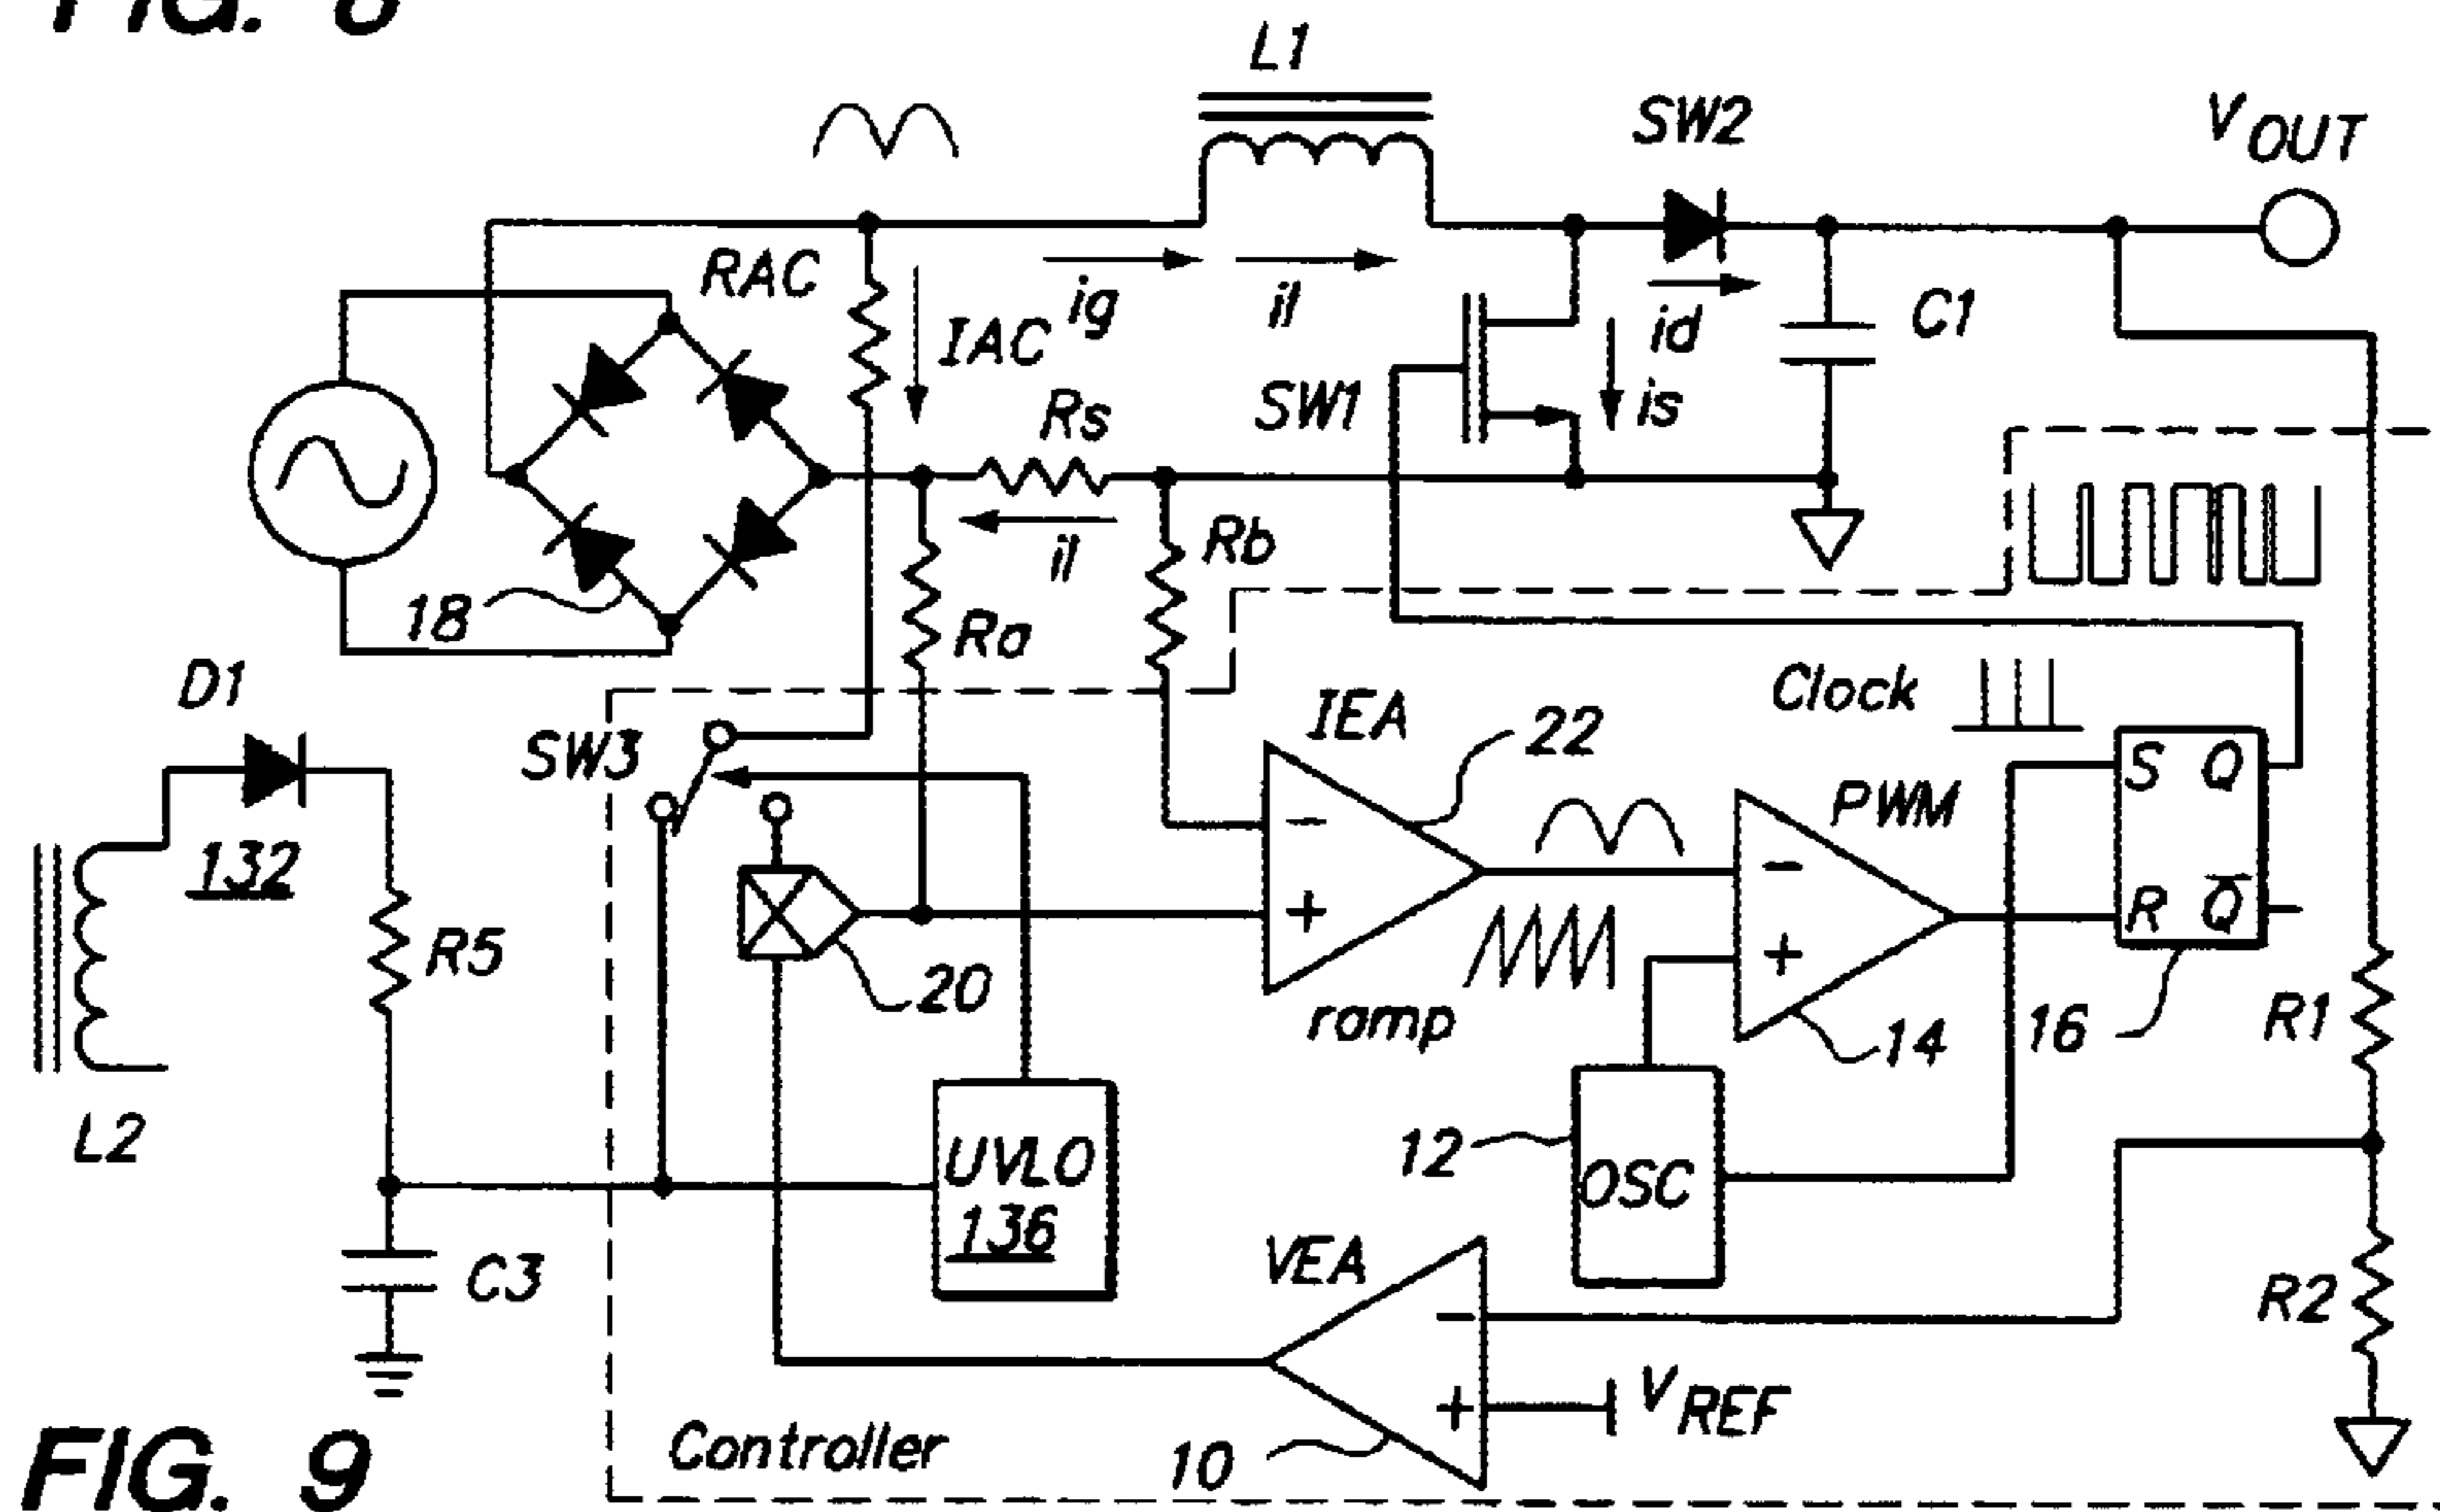 FIG. 8
L1
SW2
VOUT
RAC
IAC
ig
il
id
C1
Rs
SW1
is
il
Rb
18
Ra
D1
IEA
22
Clock
SW3
PWM
S Q
132
R5
R Q
20
ramp
14
16
R1
L2
UVLO
136
12
OSC
C3
VEA
R2
VREF
Controller
10
FIG. 9